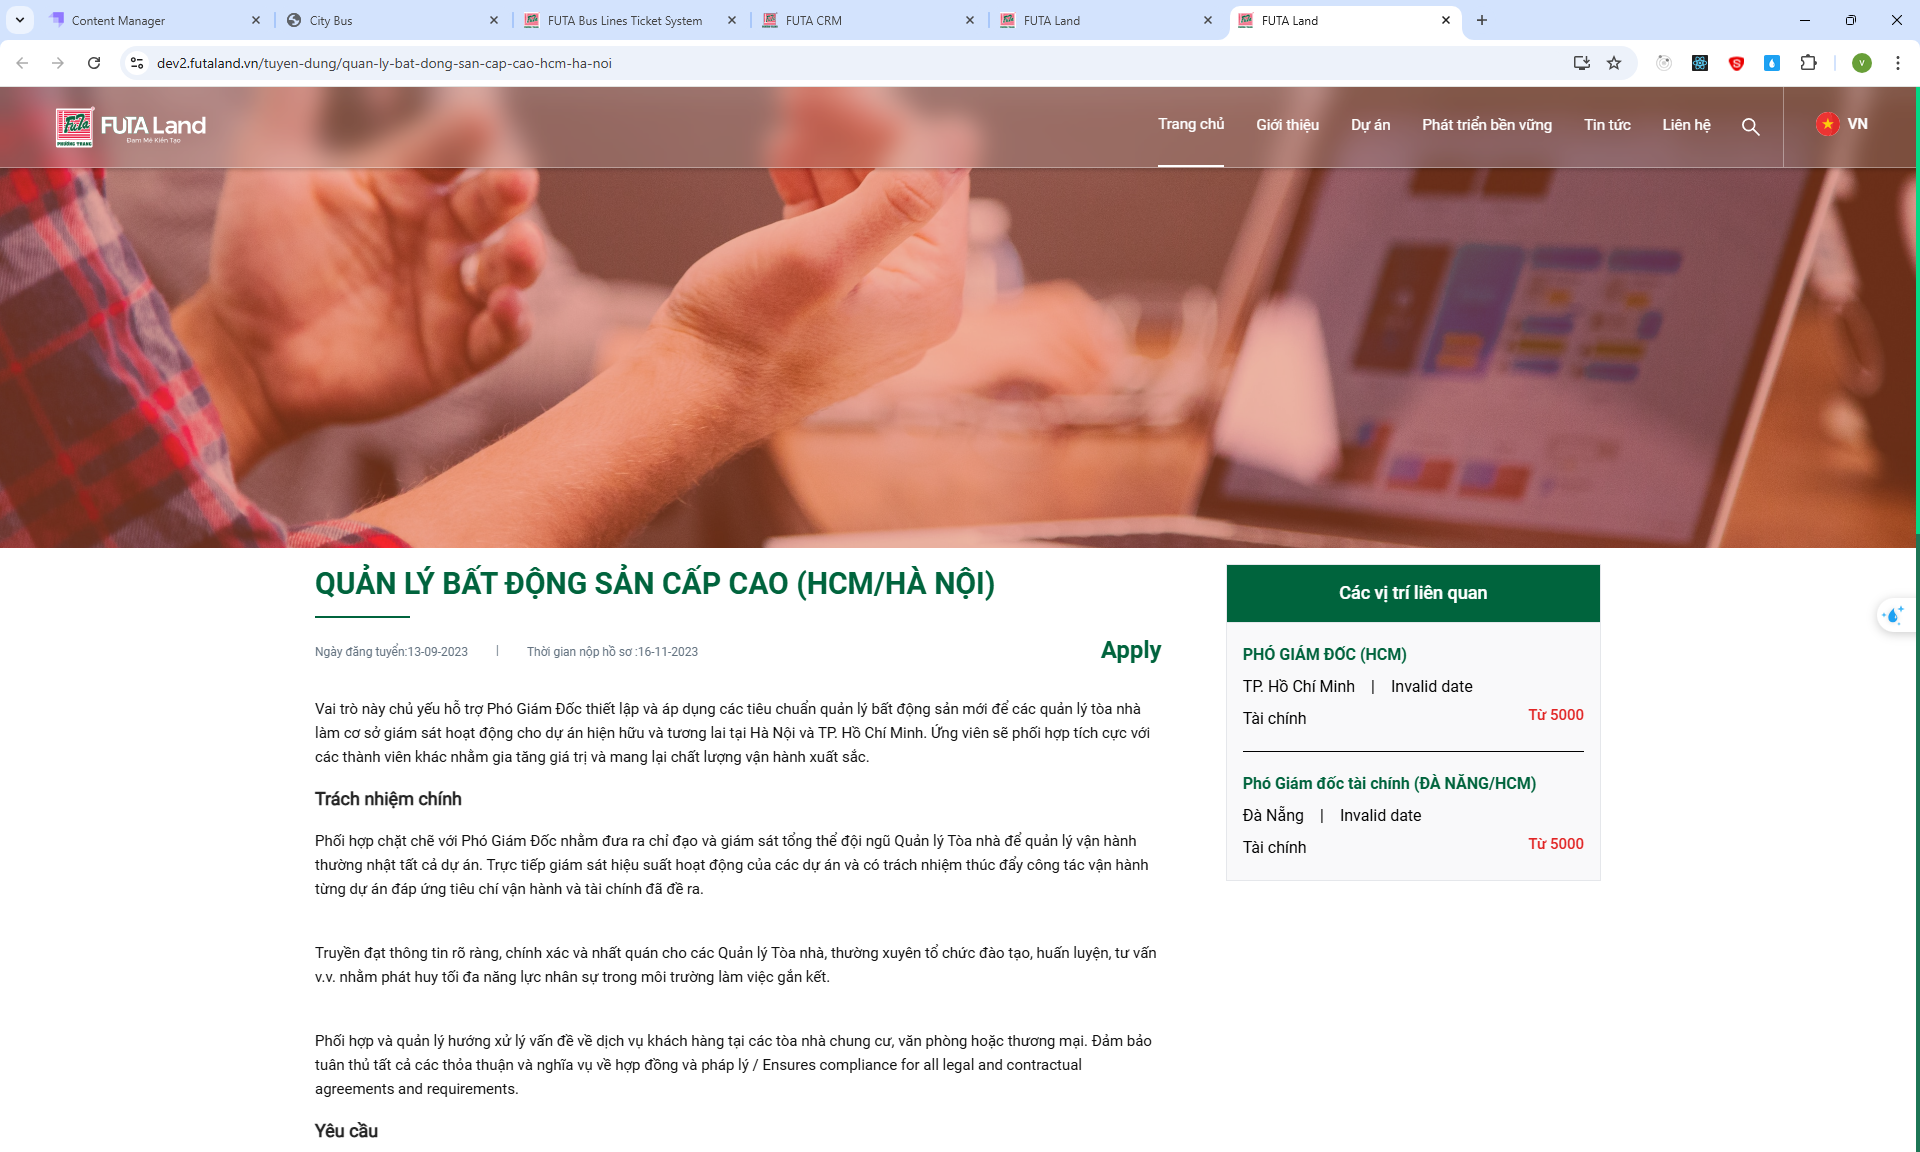 Content Manager
City Bus
FUTA Bus Lines Ticket System
FUTA CRM
FUTA Land
FUTA Land
dev2.futaland.vn/tuyen-dung/quan-ly-bat-dong-san-cap-cao-hcm-ha-noi
V
FuTa
PHƯƠNG TRANG
FUTA Land
Đam Mê Kiến Tạo
Trang chủ
Giới thiệu
Dự án
Phát triển bền vững
Tin tức
Liên hệ
VN
QUẢN LÝ BẤT ĐỘNG SẢN CẤP CAO (HCM/HÀ NỘI)
Ngày đăng tuyển:13-09-2023 | Thời gian nộp hồ sơ :16-11-2023
Apply
Vai trò này chủ yếu hỗ trợ Phó Giám Đốc thiết lập và áp dụng các tiêu chuẩn quản lý bất động sản mới để các quản lý tòa nhà
làm cơ sở giám sát hoạt động cho dự án hiện hữu và tương lai tại Hà Nội và TP. Hồ Chí Minh. Ứng viên sẽ phối hợp tích cực với
các thành viên khác nhằm gia tăng giá trị và mang lại chất lượng vận hành xuất sắc.
Trách nhiệm chính
Phối hợp chặt chẽ với Phó Giám Đốc nhằm đưa ra chỉ đạo và giám sát tổng thể đội ngũ Quản lý Tòa nhà để quản lý vận hành
thường nhật tất cả dự án. Trực tiếp giám sát hiệu suất hoạt động của các dự án và có trách nhiệm thúc đẩy công tác vận hành
từng dự án đáp ứng tiêu chí vận hành và tài chính đã đề ra.
Truyền đạt thông tin rõ ràng, chính xác và nhất quán cho các Quản lý Tòa nhà, thường xuyên tổ chức đào tạo, huấn luyện, tư vấn
v.v. nhằm phát huy tối đa năng lực nhân sự trong môi trường làm việc gắn kết.
Phối hợp và quản lý hướng xử lý vấn đề về dịch vụ khách hàng tại các tòa nhà chung cư, văn phòng hoặc thương mại. Đảm bảo
tuân thủ tất cả các thỏa thuận và nghĩa vụ về hợp đồng và pháp lý / Ensures compliance for all legal and contractual
agreements and requirements.
Yêu cầu
Các vị trí liên quan
PHÓ GIÁM ĐỐC (HCM)
TP. Hồ Chí Minh | Invalid date
Tài chính
Từ 5000
Phó Giám đốc tài chính (ĐÀ NĂNG/HCM)
Đà Nẵng | Invalid date
Tài chính
Từ 5000